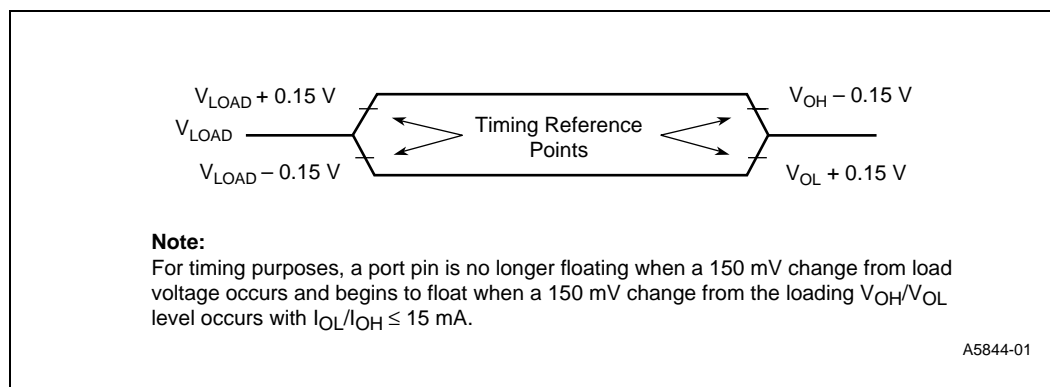 V_LOAD + 0.15 V
V_OH – 0.15 V
V_LOAD
Timing Reference
Points
V_LOAD – 0.15 V
V_OL + 0.15 V
Note:
For timing purposes, a port pin is no longer floating when a 150 mV change from load
voltage occurs and begins to float when a 150 mV change from the loading V_OH/V_OL
level occurs with I_OL/I_OH ≤ 15 mA.
A5844-01